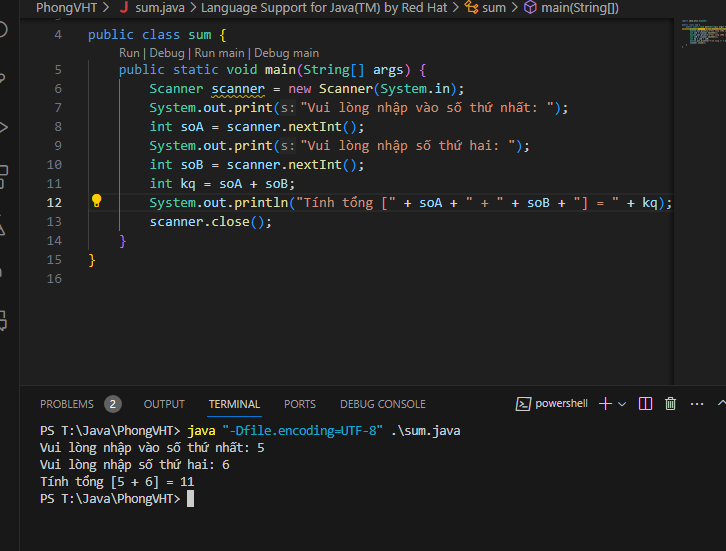 PhongVHT > J sum.java > Language Support for Java(TM) by Red Hat > sum > main(String[])
4 public class sum {
Run | Debug | Run main | Debug main
5 public static void main(String[] args) {
6 Scanner scanner = new Scanner(System.in);
7 System.out.print(s: "Vui lòng nhập vào số thứ nhất: ");
8 int soA = scanner.nextInt();
9 System.out.print(s: "Vui lòng nhập số thứ hai: ");
10 int soB = scanner.nextInt();
11 int kq = soA + soB;
12 System.out.println("Tính tổng [" + soA + " + " + soB + "] = " + kq);
13 scanner.close();
14 }
15 }
16
PROBLEMS 2 OUTPUT TERMINAL PORTS DEBUG CONSOLE powershell
PS T:\Java\PhongVHT> java "-Dfile.encoding=UTF-8" .\sum.java
Vui lòng nhập vào số thứ nhất: 5
Vui lòng nhập số thứ hai: 6
Tính tổng [5 + 6] = 11
PS T:\Java\PhongVHT>